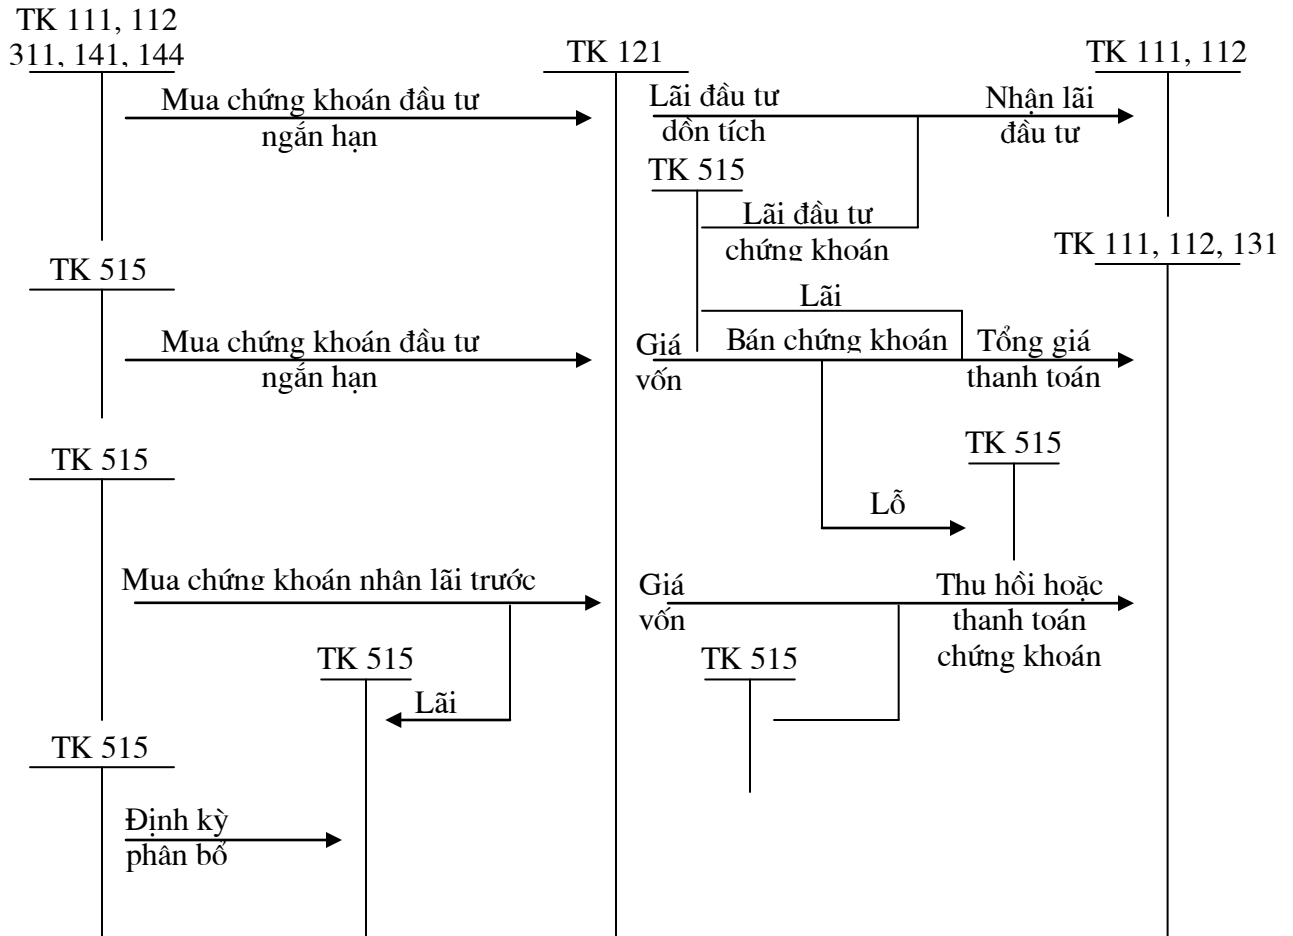 TK 111, 112
311, 141, 144
TK 121
TK 111, 112
Mua chứng khoán đầu tư
ngắn hạn
Lãi đầu tư
dồn tích
Nhận lãi
đầu tư
TK 515
Lãi đầu tư
chứng khoán
TK 111, 112, 131
TK 515
Lãi
Mua chứng khoán đầu tư
ngắn hạn
Giá
vốn
Bán chứng khoán
Tổng giá
thanh toán
TK 515
TK 515
Lỗ
Mua chứng khoán nhân lãi trước
Giá
vốn
Thu hồi hoặc
thanh toán
chứng khoán
TK 515
TK 515
Lãi
TK 515
Định kỳ
phân bổ